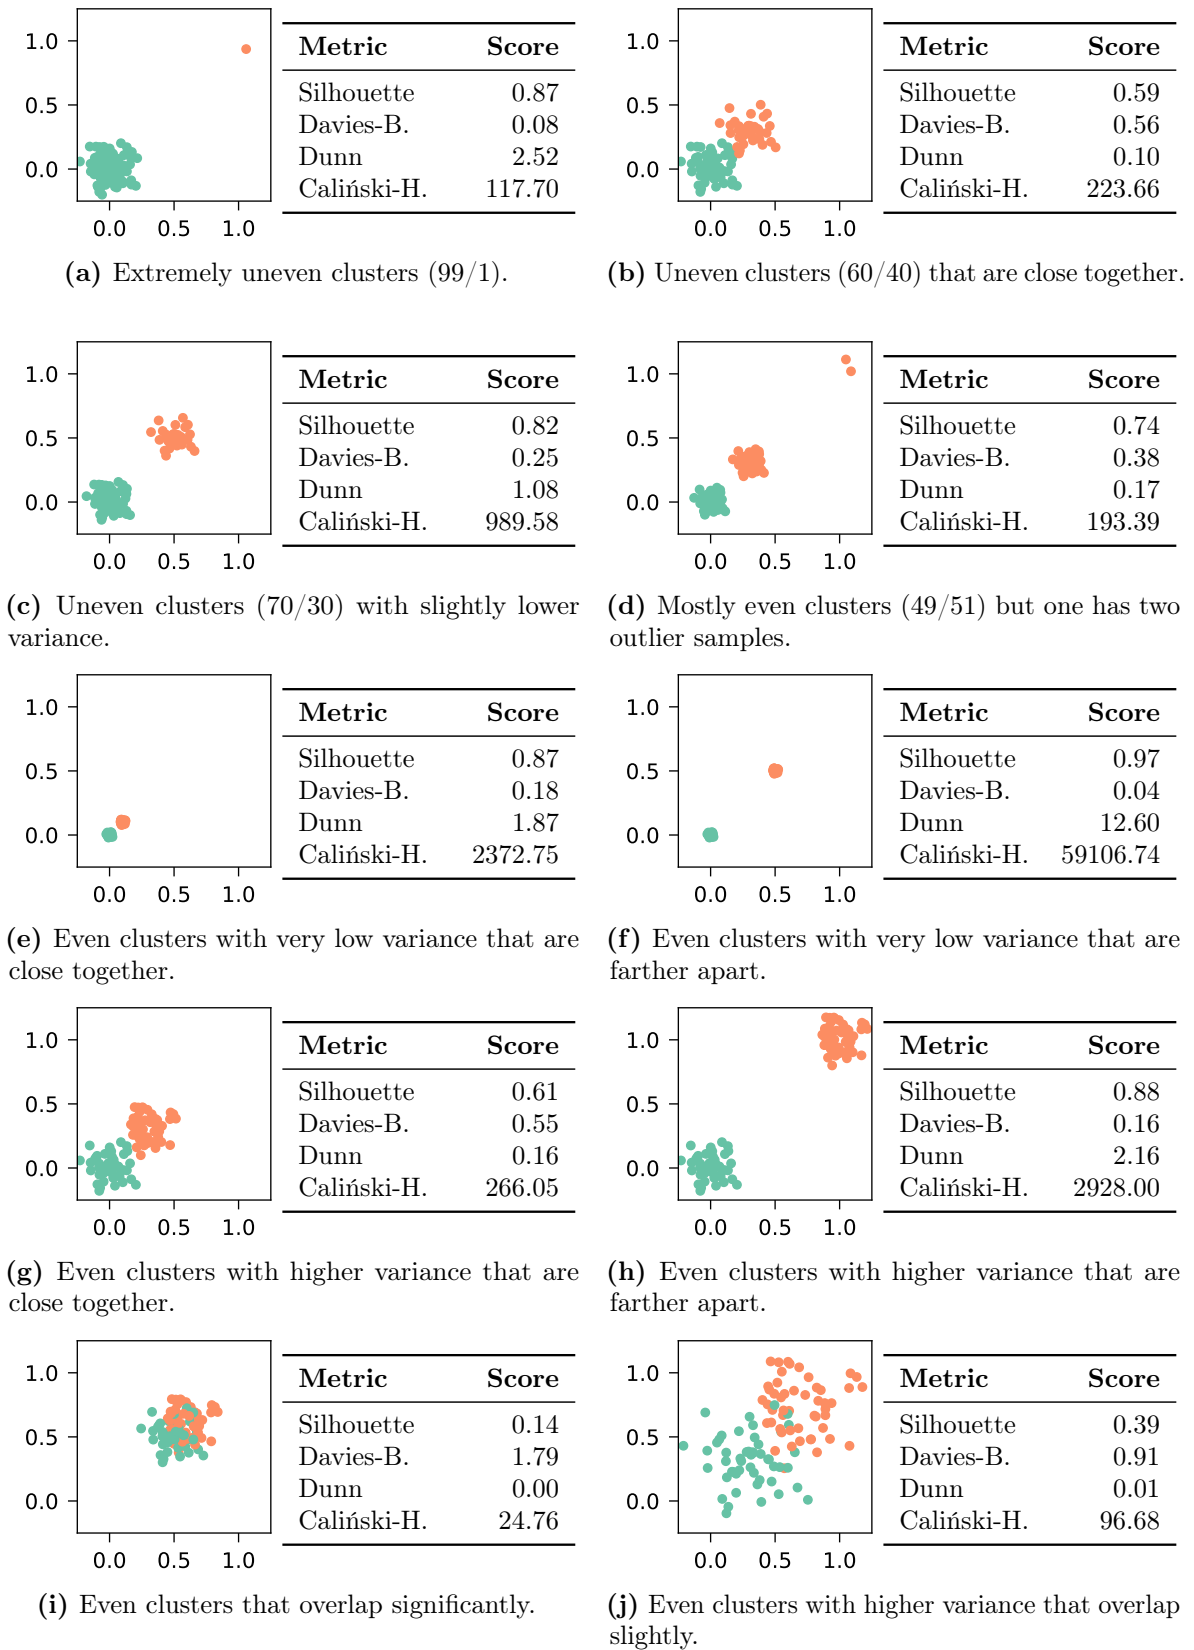 1.0
0.5
0.0
0.0 0.5 1.0
Metric Score
Silhouette 0.87
Davies-B. 0.08
Dunn 2.52
Caliński-H. 117.70
(a) Extremely uneven clusters (99/1).
1.0
0.5
0.0
0.0 0.5 1.0
Metric Score
Silhouette 0.59
Davies-B. 0.56
Dunn 0.10
Caliński-H. 223.66
(b) Uneven clusters (60/40) that are close together.
1.0
0.5
0.0
0.0 0.5 1.0
Metric Score
Silhouette 0.82
Davies-B. 0.25
Dunn 1.08
Caliński-H. 989.58
(c) Uneven clusters (70/30) with slightly lower
variance.
1.0
0.5
0.0
0.0 0.5 1.0
Metric Score
Silhouette 0.74
Davies-B. 0.38
Dunn 0.17
Caliński-H. 193.39
(d) Mostly even clusters (49/51) but one has two
outlier samples.
1.0
0.5
0.0
0.0 0.5 1.0
Metric Score
Silhouette 0.87
Davies-B. 0.18
Dunn 1.87
Caliński-H. 2372.75
(e) Even clusters with very low variance that are
close together.
1.0
0.5
0.0
0.0 0.5 1.0
Metric Score
Silhouette 0.97
Davies-B. 0.04
Dunn 12.60
Caliński-H. 59106.74
(f) Even clusters with very low variance that are
farther apart.
1.0
0.5
0.0
0.0 0.5 1.0
Metric Score
Silhouette 0.61
Davies-B. 0.55
Dunn 0.16
Caliński-H. 266.05
(g) Even clusters with higher variance that are
close together.
1.0
0.5
0.0
0.0 0.5 1.0
Metric Score
Silhouette 0.88
Davies-B. 0.16
Dunn 2.16
Caliński-H. 2928.00
(h) Even clusters with higher variance that are
farther apart.
1.0
0.5
0.0
0.0 0.5 1.0
Metric Score
Silhouette 0.14
Davies-B. 1.79
Dunn 0.00
Caliński-H. 24.76
(i) Even clusters that overlap significantly.
1.0
0.5
0.0
0.0 0.5 1.0
Metric Score
Silhouette 0.39
Davies-B. 0.91
Dunn 0.01
Caliński-H. 96.68
(j) Even clusters with higher variance that overlap
slightly.